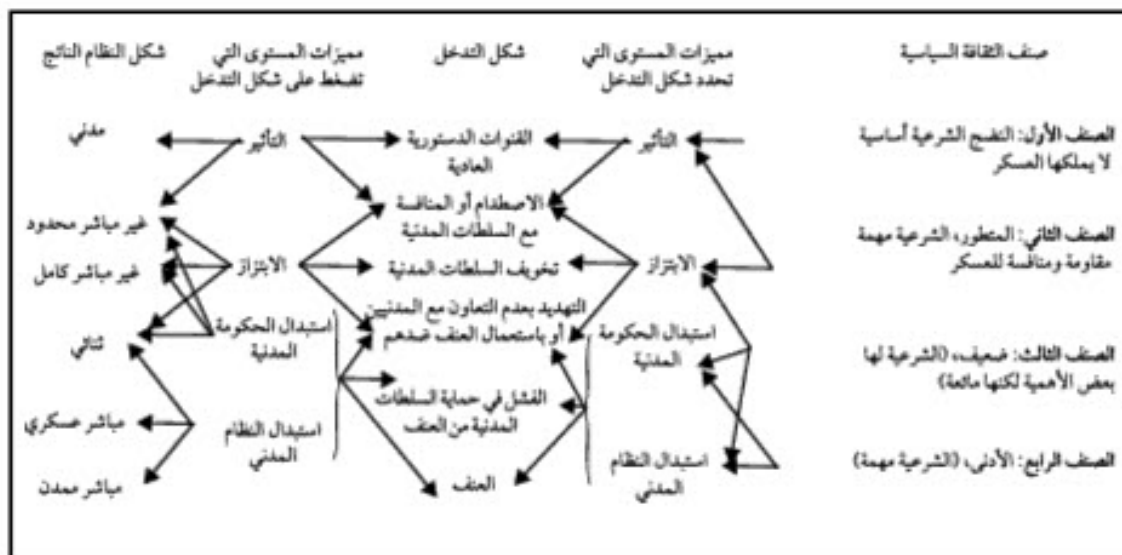 صنف الثقافة السياسية
مميزات المستوى التي
تحدد شكل التدخل
شكل التدخل
مميزات المستوى التي
تضغط على شكل التدخل
شكل النظام الناتج
الصنف الأول: النضج الشرعية أساسية
لا يملكها العسكر
الصنف الثاني: المتطور، الشرعية مهمة
مقاومة ومنافسة للعسكر
الصنف الثالث: ضعيف، (الشرعية لها
بعض الأهمية لكنها مائعة)
الصنف الرابع: الأدنى، (الشرعية مهمة)
التأثير
الابتزاز
استبدال الحكومة
المدنية
استبدال النظام
المدني
القنوات الدستورية
العادية
الاصطدام أو المنافسة
مع السلطات المدنية
تخويف السلطات المدنية
التهديد بعدم التعاون مع المدنيين
أو باستعمال العنف ضدهم
الفشل في حماية السلطات
المدنية من العنف
العنف
التأثير
الابتزاز
استبدال الحكومة
المدنية
استبدال النظام
المدني
مدني
غير مباشر محدود
غير مباشر كامل
ثنائي
مباشر عسكري
مباشر ممدن